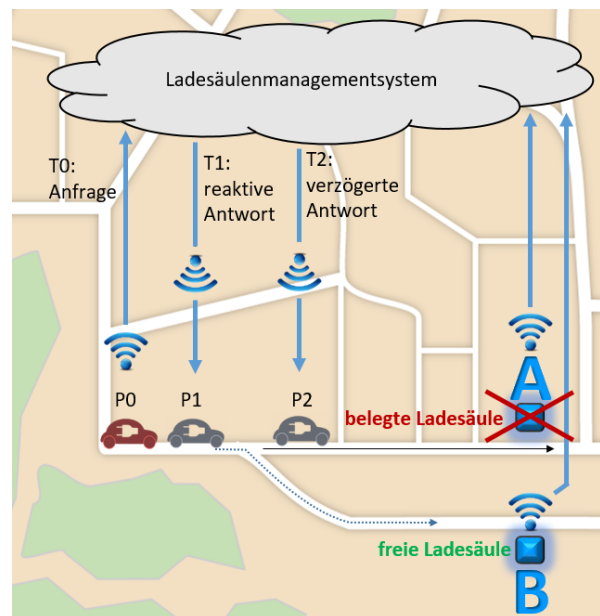 Ladesäulenmanagementsystem
T0:
Anfrage
T1:
reaktive
Antwort
T2:
verzögerte
Antwort
P0
P1
P2
A
belegte Ladesäule
freie Ladesäule
B